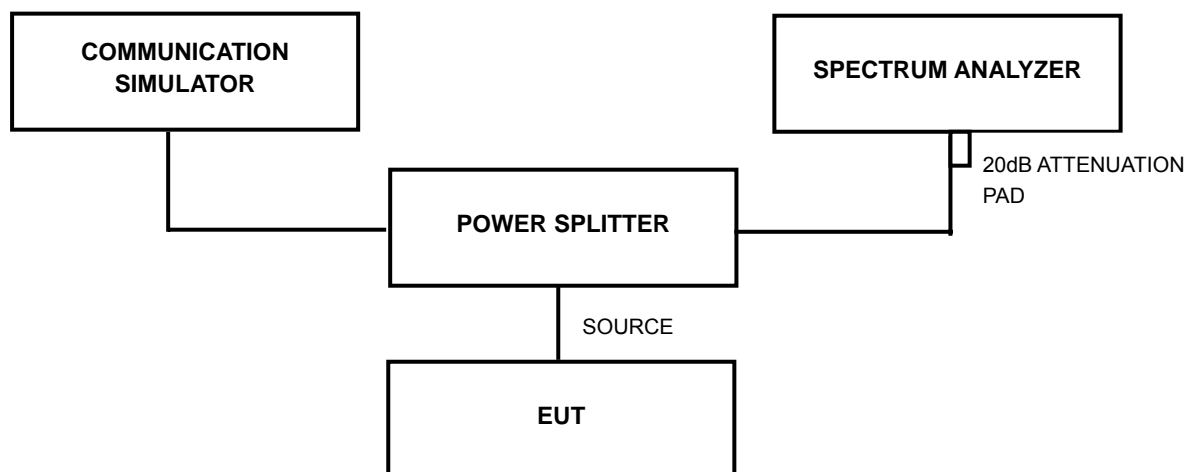 COMMUNICATION
SIMULATOR
SPECTRUM ANALYZER
20dB ATTENUATION
PAD
POWER SPLITTER
SOURCE
EUT